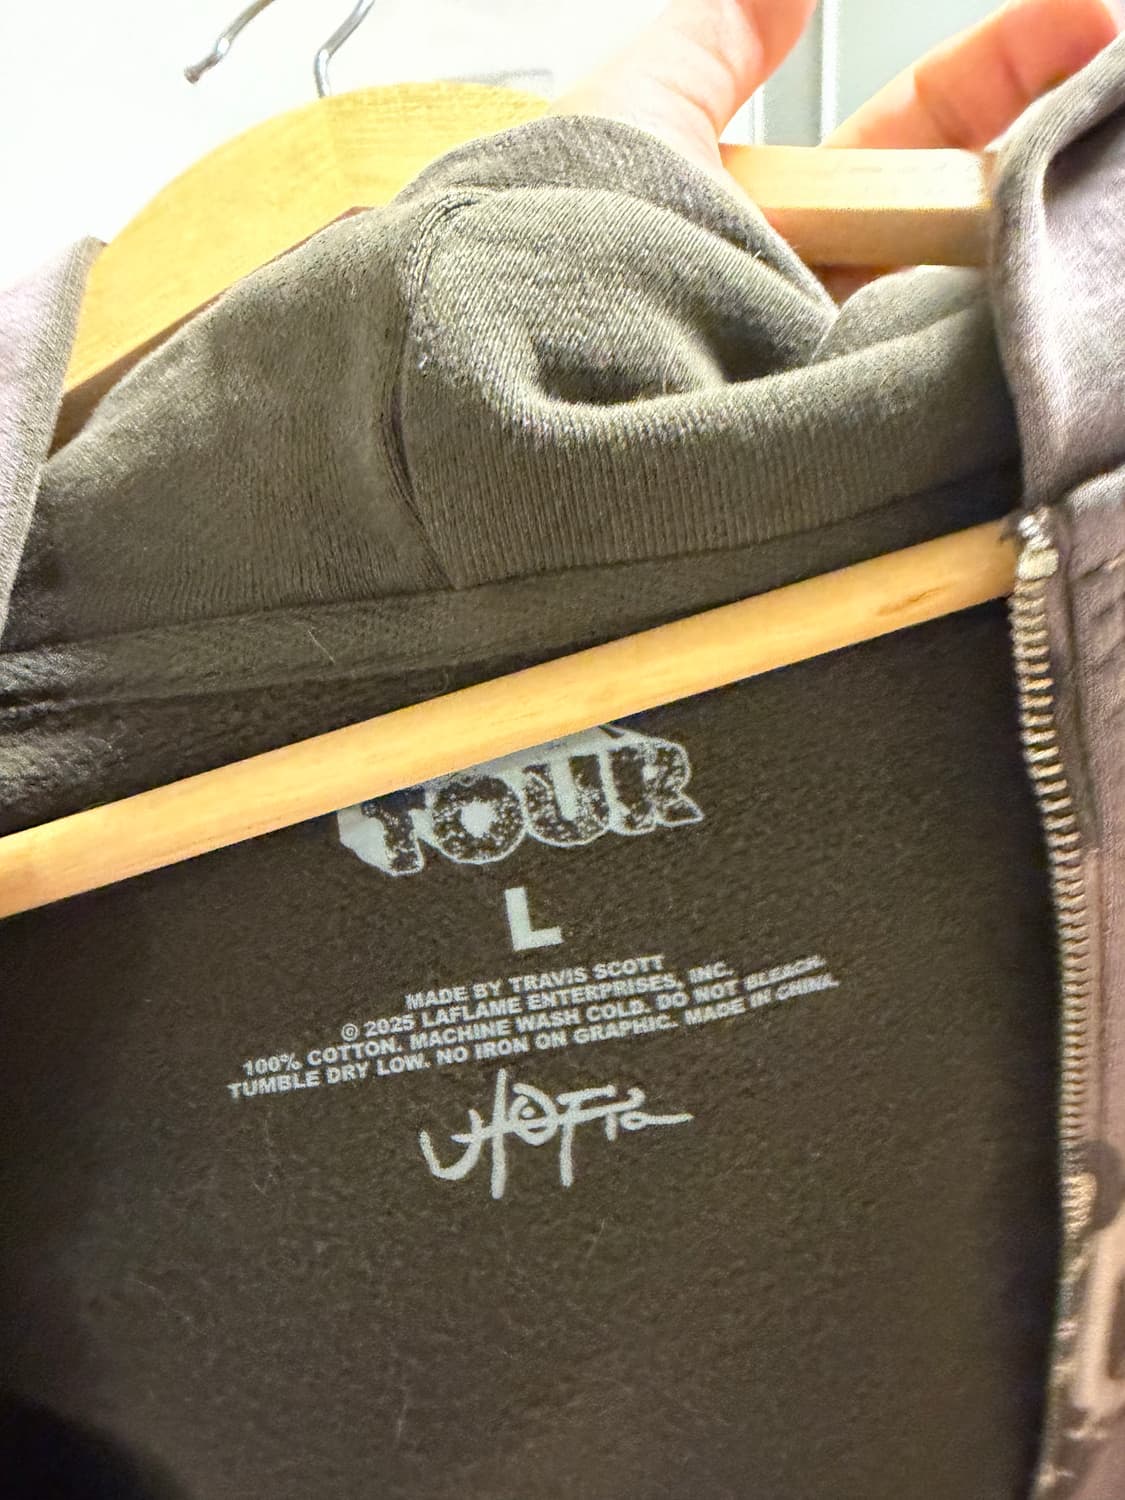 TOUR
L
MADE BY TRAVIS SCOTT
© 2025 LAFLAME ENTERPRISES, INC.
100% COTTON. MACHINE WASH COLD. DO NOT BLEACH.
TUMBLE DRY LOW. NO IRON ON GRAPHIC. MADE IN CHINA.
UTOPIA